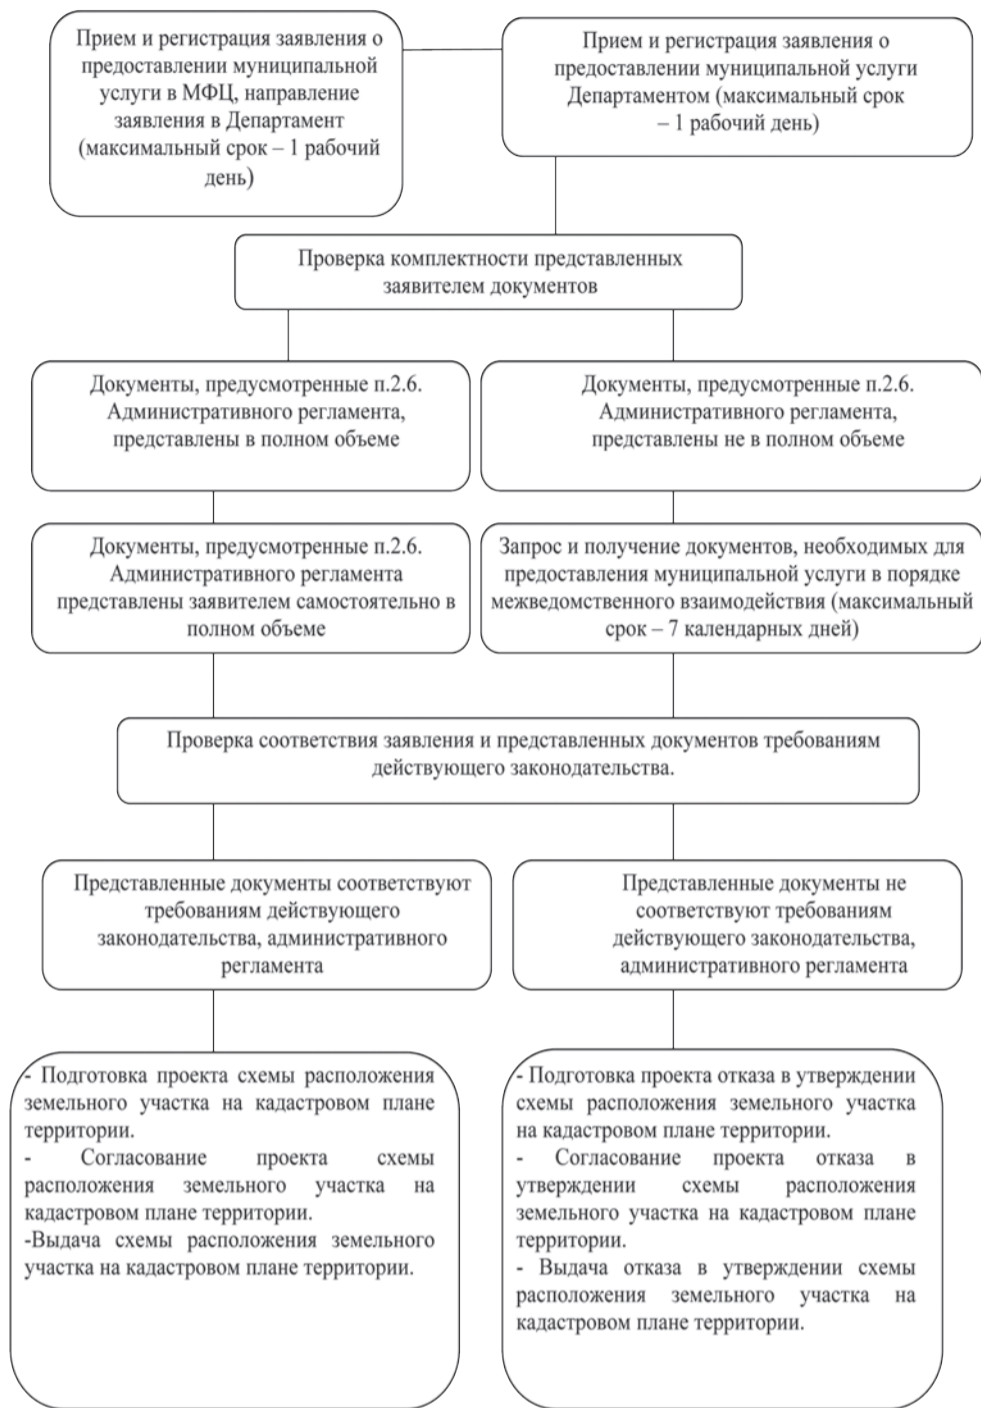 Прием и регистрация заявления о
предоставлении муниципальной
услуги в МФЦ, направление
заявления в Департамент
(максимальный срок – 1 рабочий
день)
Прием и регистрация заявления о
предоставлении муниципальной услуги
Департаментом (максимальный срок
– 1 рабочий день)
Проверка комплектности представленных
заявителем документов
Документы, предусмотренные п.2.6.
Административного регламента,
представлены в полном объеме
Документы, предусмотренные п.2.6.
Административного регламента,
представлены не в полном объеме
Документы, предусмотренные п.2.6.
Административного регламента
представлены заявителем самостоятельно в
полном объеме
Запрос и получение документов, необходимых для
предоставления муниципальной услуги в порядке
межведомственного взаимодействия (максимальный
срок – 7 календарных дней)
Проверка соответствия заявления и представленных документов требованиям
действующего законодательства.
Представленные документы соответствуют
требованиям действующего
законодательства, административного
регламента
Представленные документы не
соответствуют требованиям
действующего законодательства,
административного регламента
- Подготовка проекта схемы расположения
земельного участка на кадастровом плане
территории.
- Согласование проекта схемы
расположения земельного участка на
кадастровом плане территории.
-Выдача схемы расположения земельного
участка на кадастровом плане территории.
- Подготовка проекта отказа в утверждении
схемы расположения земельного участка
на кадастровом плане территории.
- Согласование проекта отказа в
утверждении схемы расположения
земельного участка на кадастровом плане
территории.
- Выдача отказа в утверждении схемы
расположения земельного участка на
кадастровом плане территории.